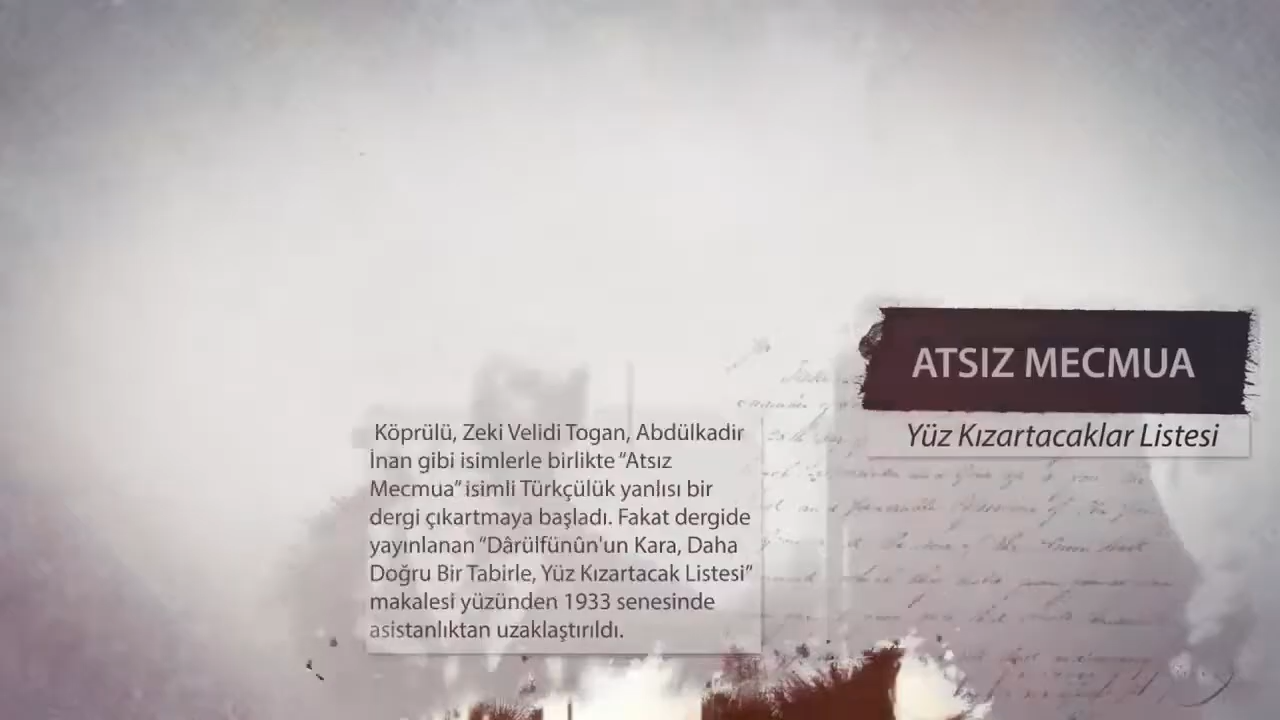 ATSIZ MECMUA
Yüz Kızartacaklar Listesi
Köprülü, Zeki Velidi Togan, Abdülkadir
İnan gibi isimlerle birlikte “Atsız
Mecmua” isimli Türkçülük yanlısı bir
dergi çıkartmaya başladı. Fakat dergide
yayınlanan “Dârülfünûn'un Kara, Daha
Doğru Bir Tabirle, Yüz Kızartacak Listesi”
makalesi yüzünden 1933 senesinde
asistanlıktan uzaklaştırıldı.